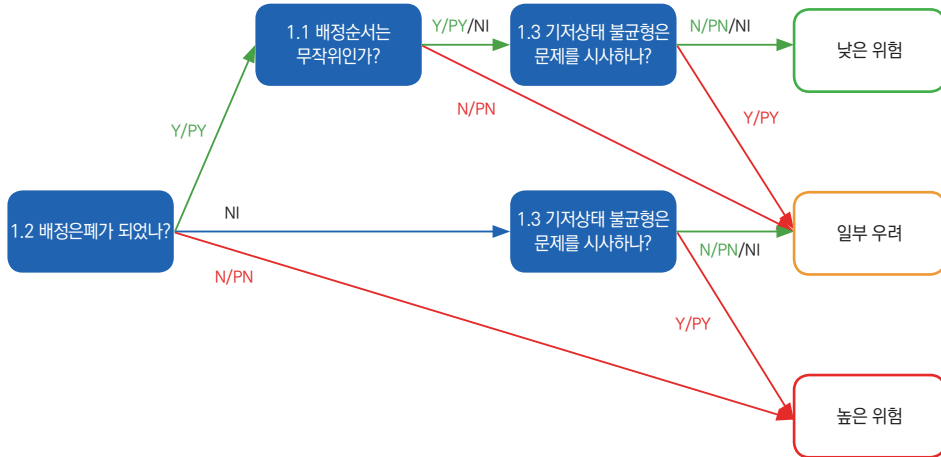 1.1 배정순서는
무작위인가?
Y/PY/NI
1.3 기저상태 불균형은
문제를 시사하나?
N/PN/NI
낮은 위험
N/PN
Y/PY
Y/PY
1.2 배정은폐가 되었나?
NI
1.3 기저상태 불균형은
문제를 시사하나?
N/PN/NI
일부 우려
N/PN
Y/PY
높은 위험